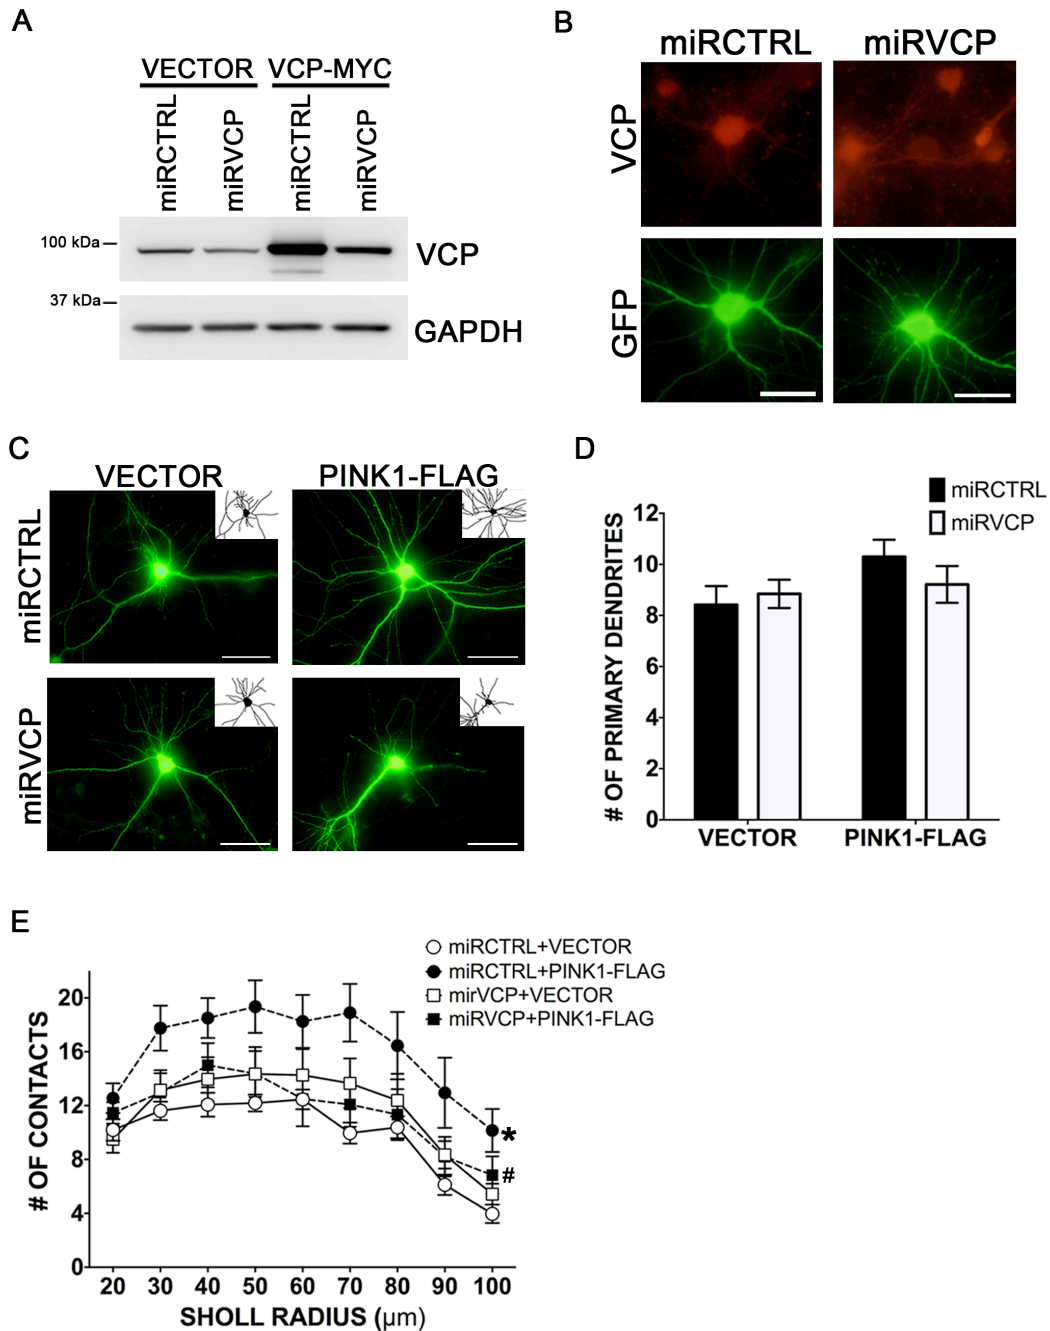 A
VECTOR VCP-MYC
miRCTRL
miRVCP
miRCTRL
miRVCP
100 kDa
VCP
37 kDa
GAPDH
B
miRCTRL miRVCP
VCP
GFP
C
VECTOR PINK1-FLAG
miRCTRL
miRVCP
D
miRCTRL
miRVCP
# OF PRIMARY DENDRITES
12
10
8
6
4
2
0
VECTOR PINK1-FLAG
E
miRCTRL+VECTOR
miRCTRL+PINK1-FLAG
mirVCP+VECTOR
miRVCP+PINK1-FLAG
# OF CONTACTS
20
16
12
8
4
0
*
#
20 30 40 50 60 70 80 90 100
SHOLL RADIUS (µm)